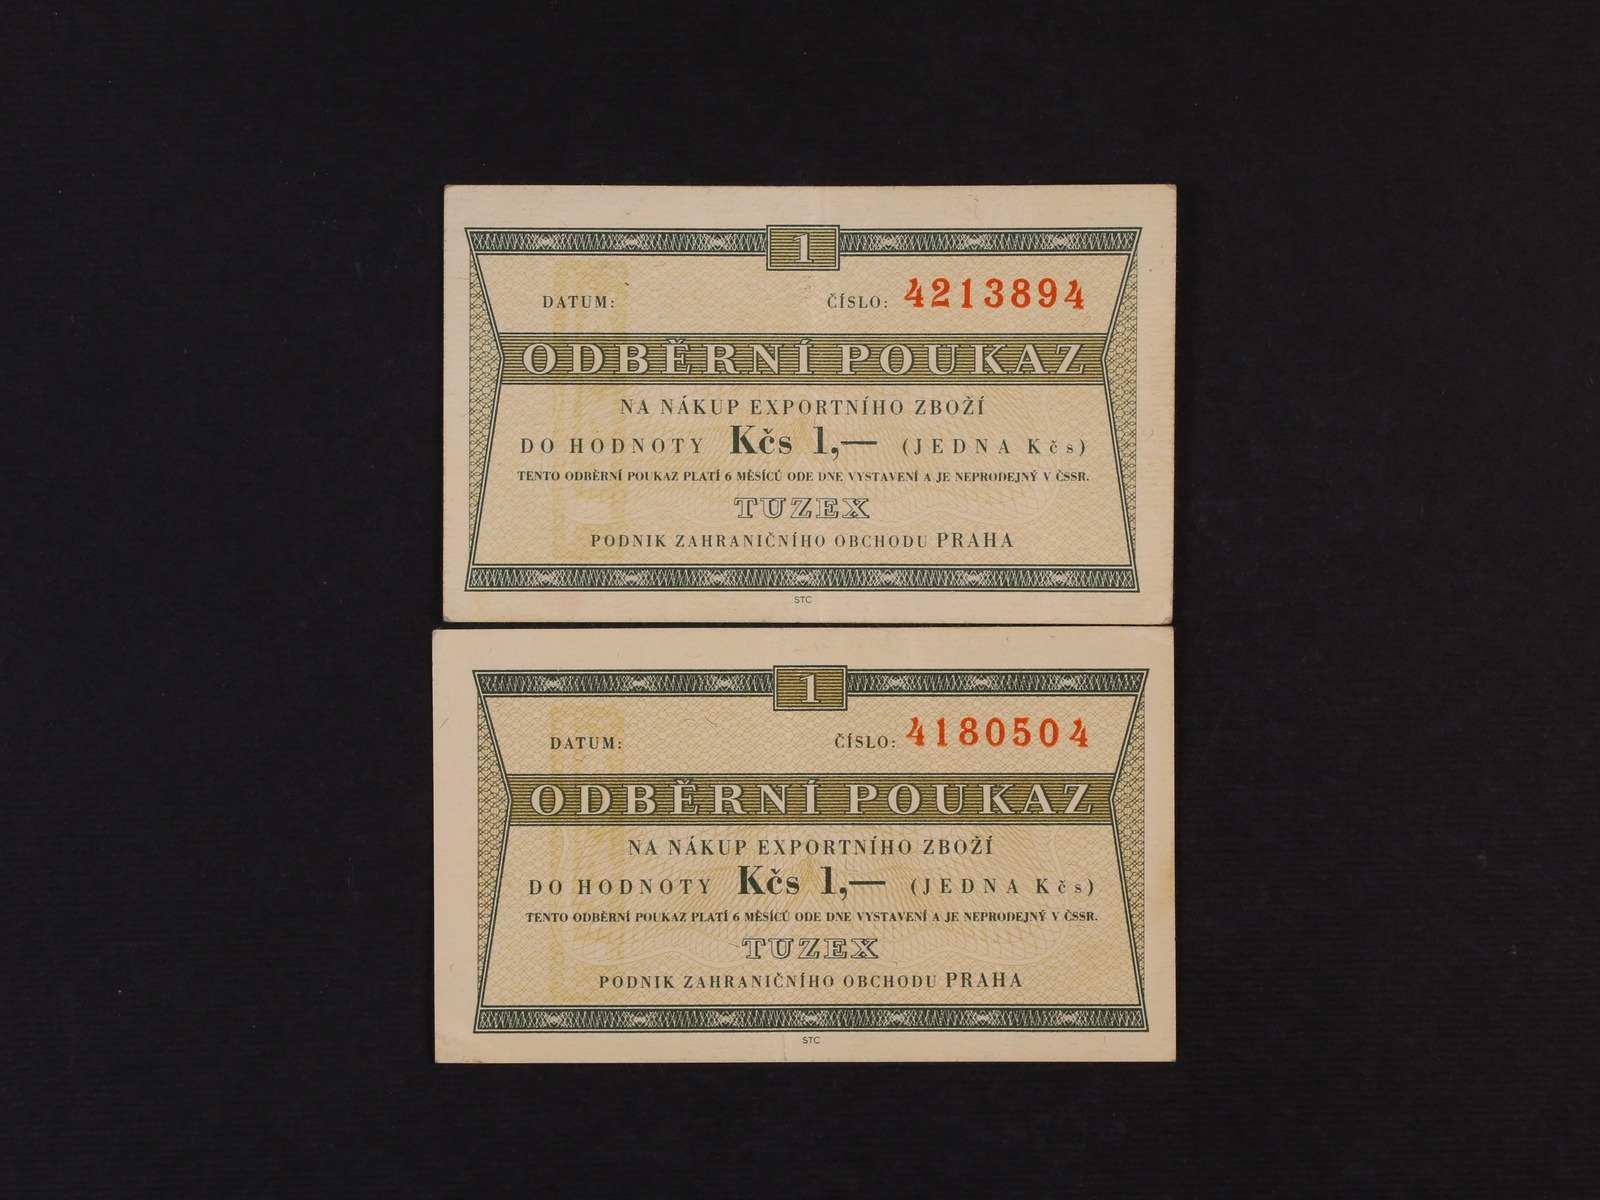 1
DATUM: ČÍSLO: 4213894
ODBĚRNÍ POUKAZ
NA NÁKUP EXPORTNÍHO ZBOŽÍ
DO HODNOTY Kčs 1,— (JEDNA Kčs)
TENTO ODBĚRNÍ POUKAZ PLATÍ 6 MĚSÍCŮ ODE DNE VYSTAVENÍ A JE NEPRODEJNÝ V ČSSR.
TUZEX
PODNIK ZAHRANIČNÍHO OBCHODU PRAHA
STC
1
DATUM: ČÍSLO: 4180504
ODBĚRNÍ POUKAZ
NA NÁKUP EXPORTNÍHO ZBOŽÍ
DO HODNOTY Kčs 1,— (JEDNA Kčs)
TENTO ODBĚRNÍ POUKAZ PLATÍ 6 MĚSÍCŮ ODE DNE VYSTAVENÍ A JE NEPRODEJNÝ V ČSSR.
TUZEX
PODNIK ZAHRANIČNÍHO OBCHODU PRAHA
STC